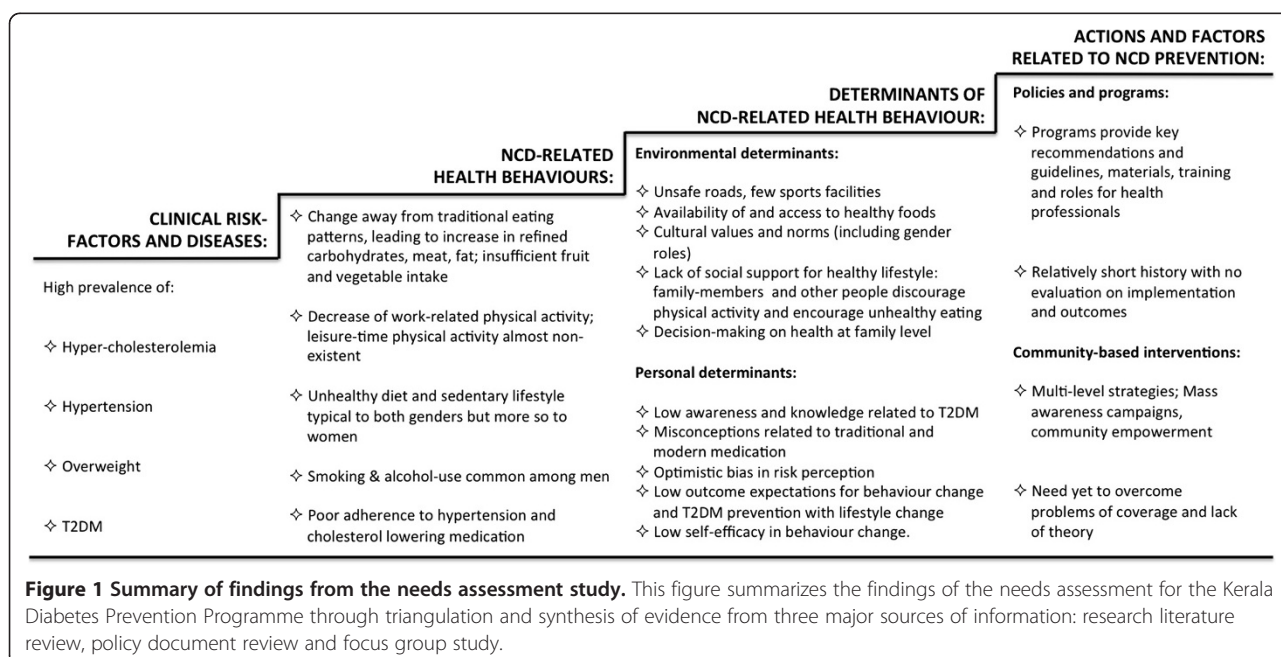 CLINICAL RISK-
FACTORS AND DISEASES:
High prevalence of:
✧ Hyper-cholesterolemia
✧ Hypertension
✧ Overweight
✧ T2DM
NCD-RELATED
HEALTH BEHAVIOURS:
✧ Change away from traditional eating
patterns, leading to increase in refined
carbohydrates, meat, fat; insufficient fruit
and vegetable intake
✧ Decrease of work-related physical activity;
leisure-time physical activity almost non-
existent
✧ Unhealthy diet and sedentary lifestyle
typical to both genders but more so to
women
✧ Smoking & alcohol-use common among men
✧ Poor adherence to hypertension and
cholesterol lowering medication
DETERMINANTS OF
NCD-RELATED HEALTH BEHAVIOUR:
Environmental determinants:
✧ Unsafe roads, few sports facilities
✧ Availability of and access to healthy foods
✧ Cultural values and norms (including gender
roles)
✧ Lack of social support for healthy lifestyle:
family-members and other people discourage
physical activity and encourage unhealthy eating
✧ Decision-making on health at family level
Personal determinants:
✧ Low awareness and knowledge related to T2DM
✧ Misconceptions related to traditional and
modern medication
✧ Optimistic bias in risk perception
✧ Low outcome expectations for behaviour change
and T2DM prevention with lifestyle change
✧ Low self-efficacy in behaviour change.
ACTIONS AND FACTORS
RELATED TO NCD PREVENTION:
Policies and programs:
✧ Programs provide key
recommendations and
guidelines, materials, training
and roles for health
professionals
✧ Relatively short history with no
evaluation on implementation
and outcomes
Community-based interventions:
✧ Multi-level strategies; Mass
awareness campaigns,
community empowerment
✧ Need yet to overcome
problems of coverage and lack
of theory
Figure 1 Summary of findings from the needs assessment study. This figure summarizes the findings of the needs assessment for the Kerala
Diabetes Prevention Programme through triangulation and synthesis of evidence from three major sources of information: research literature
review, policy document review and focus group study.